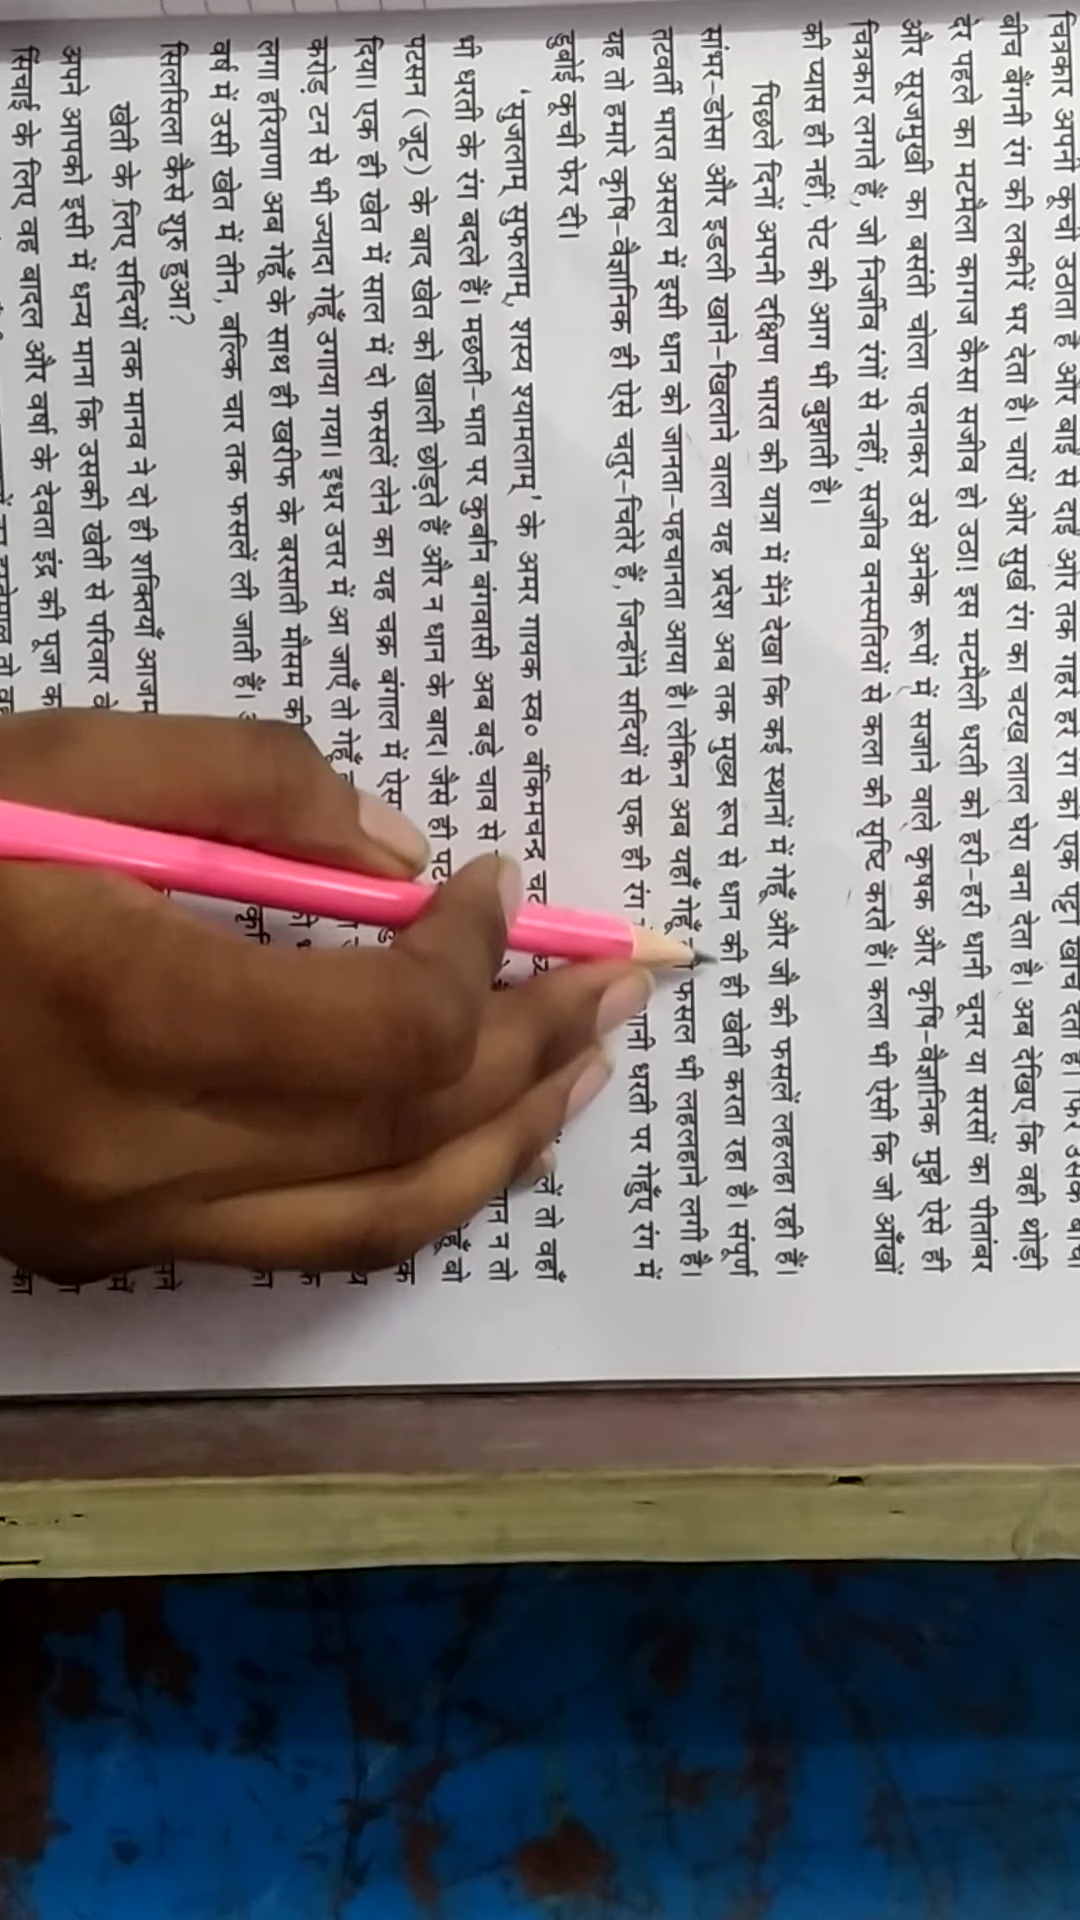 चित्रकार अपनी कूची उठाता है और बाईं से दाईं ओर तक गहरे हरे रंग की एक पट्टी खींच देता है। फिर उसके बीचों
बीच बैंगनी रंग की लकीरें भर देता है। चारों ओर सुर्ख रंग का चटख लाल घेरा बना देता है। अब देखिए कि वही थोड़ी
देर पहले का मटमैला कागज कैसा सजीव हो उठा। इस मटमैली धरती को हरी-हरी धानी चूनर या सरसों का पीतांबर
और सूरजमुखी का बसंती चोला पहनाकर उसे अनेक रूपों में सजाने वाले कृषक और कृषि-वैज्ञानिक मुझे ऐसे ही
चित्रकार लगते हैं, जो निर्जीव रंगों से नहीं, सजीव वनस्पतियों से कला की सृष्टि करते हैं। कला भी ऐसी कि जो आँखों
की प्यास ही नहीं, पेट की आग भी बुझाती है।
पिछले दिनों अपनी दक्षिण भारत की यात्रा में मैंने देखा कि कई स्थानों में गेहूँ और जौ की फसलें लहलहा रही हैं।
सांभर-डोसा और इडली खाने-खिलाने वाला यह प्रदेश अब तक मुख्य रूप से धान की ही खेती करता रहा है। संपूर्ण
तटवर्ती भारत असल में इसी धान को जानता-पहचानता आया है। लेकिन अब यहाँ गेहूँ फसल भी लहलहाने लगी है।
यह तो हमारे कृषि-वैज्ञानिक ही ऐसे चतुर-चितेरे हैं, जिन्होंने सदियों से एक ही रंग धरती पर गेहुँए रंग में
डुबोई कूची फेर दी।
'सुजलाम् सुफलाम्, शस्य श्यामलाम्' के अमर गायक स्व० बंकिमचन्द्र तो वहाँ
भी धरती के रंग बदले हैं। मछली-भात पर कुर्बान बंगवासी अब बड़े चाव से न तो
पटसन (जूट) के बाद खेत को खाली छोड़ते हैं और न धान के बाद। जैसे ही गेहूँ बो
दिया। एक ही खेत में साल में दो फसलें लेने का यह चक्र बंगाल में
करोड़ टन से भी ज्यादा गेहूँ उगाया गया। इधर उत्तर में आ जाएँ तो गेहूँ
लगा हरियाणा अब गेहूँ के साथ ही खरीफ के बरसाती मौसम की
वर्ष में उसी खेत में तीन, बल्कि चार तक फसलें ली जाती हैं।
सिलसिला कैसे शुरु हुआ?
खेती के लिए सदियों तक मानव ने दो ही शक्तियाँ
अपने आपको इसी में धन्य माना कि उसकी खेती से परिवार
सिंचाई के लिए वह बादल और वर्षा के देवता इंद्र की पूजा